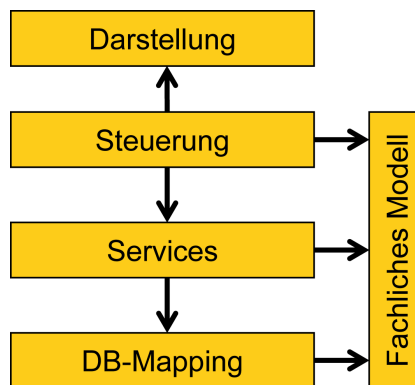 Darstellung
Steuerung
Services
DB-Mapping
Fachliches Modell